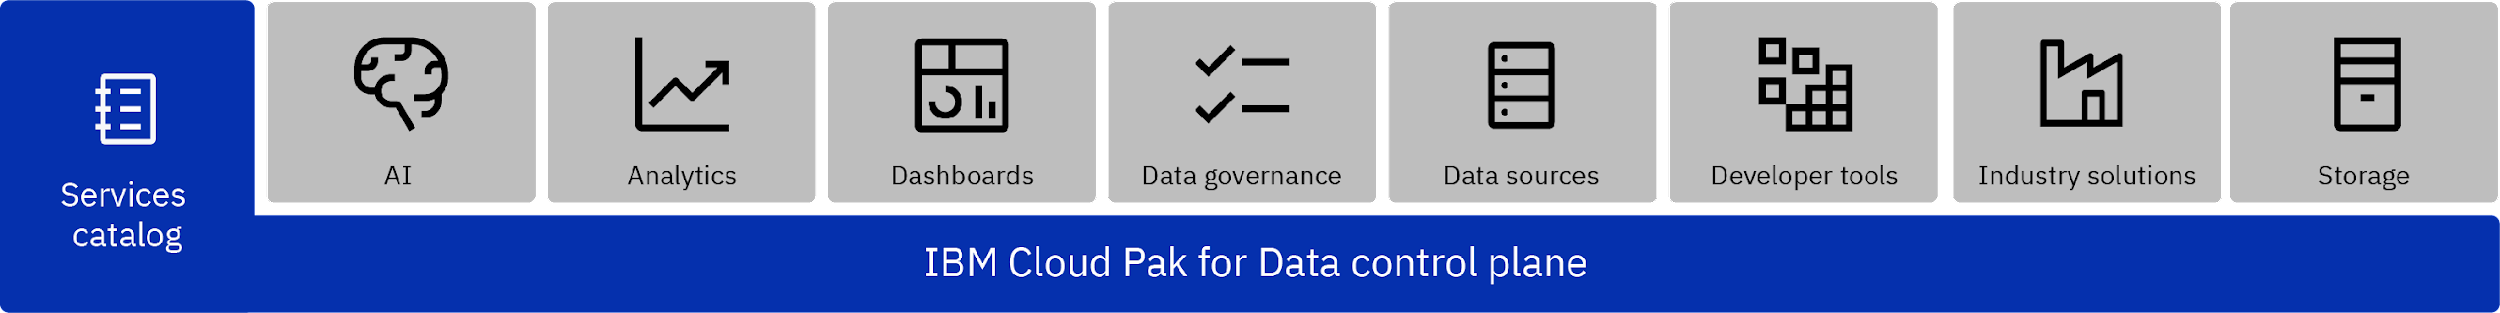 Services
catalog
AI
Analytics
Dashboards
Data governance
Data sources
Developer tools
Industry solutions
Storage
IBM Cloud Pak for Data control plane